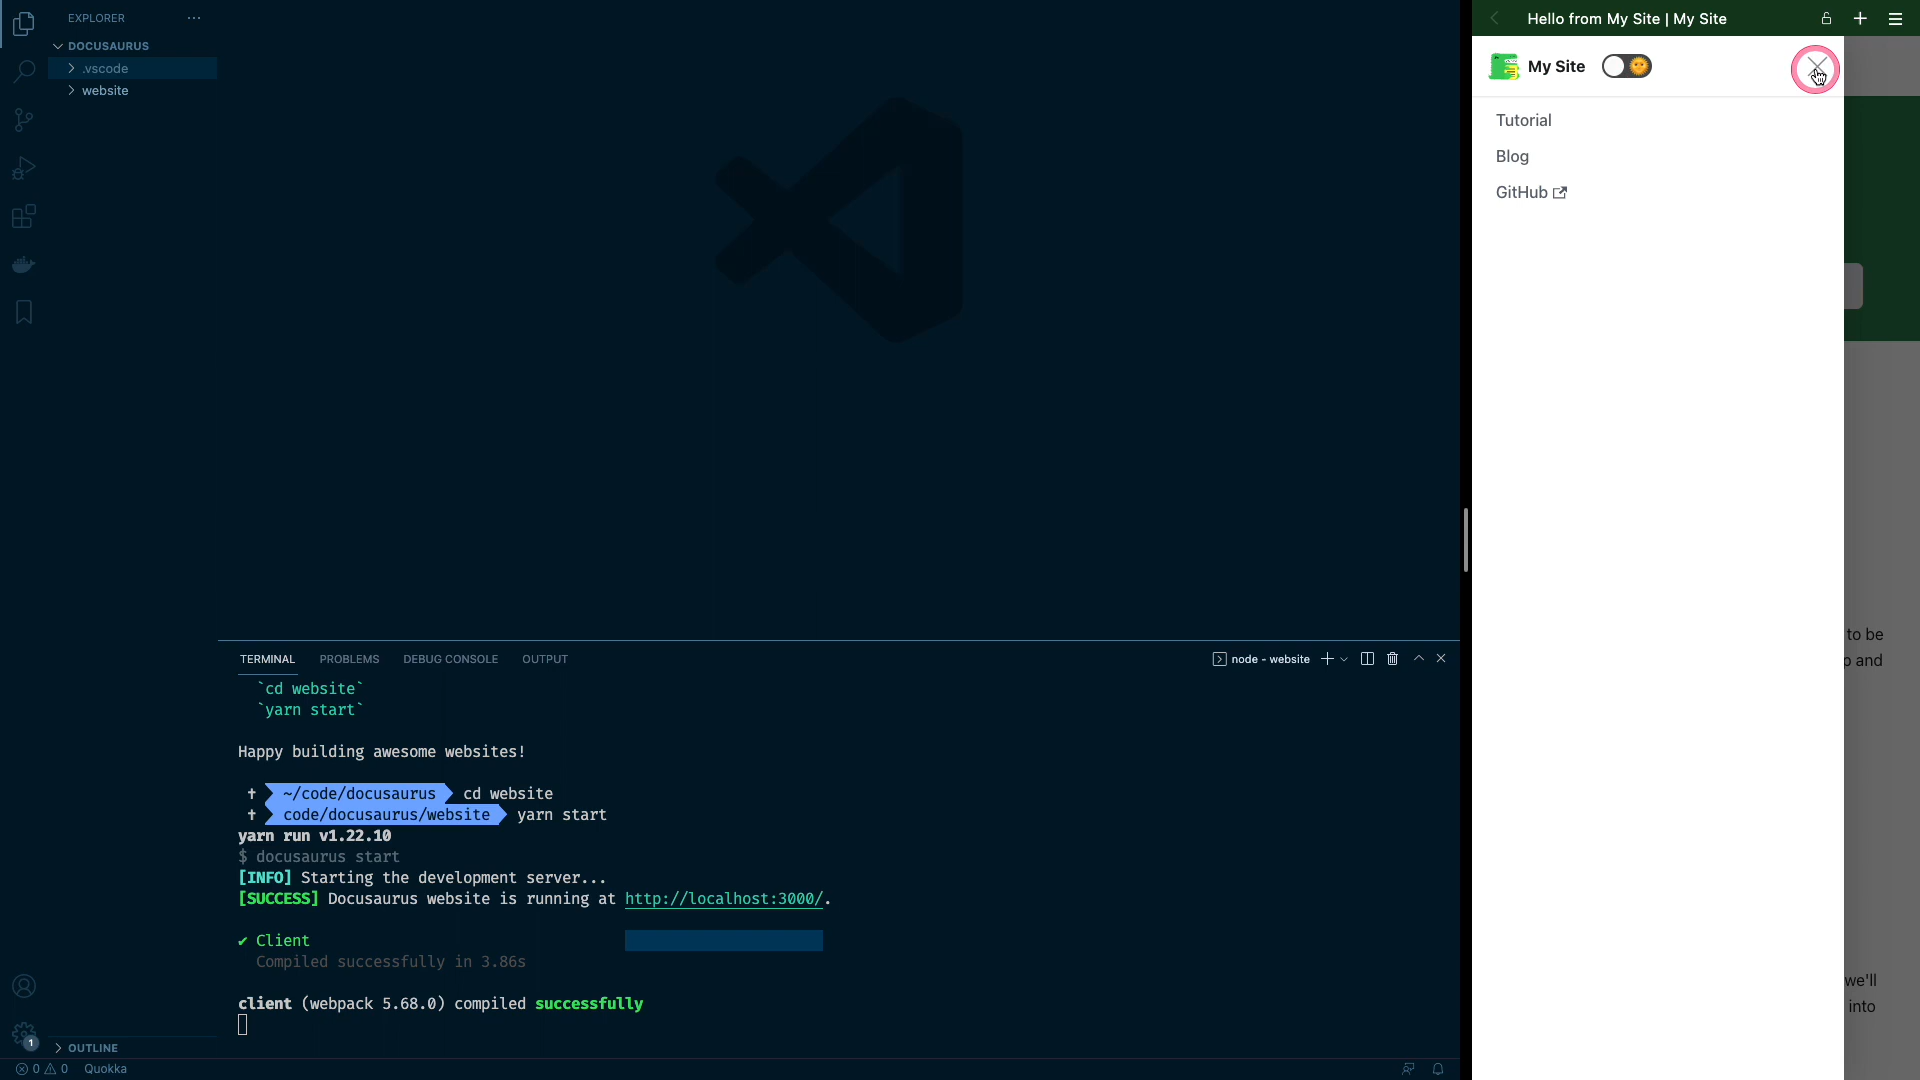 EXPLORER
DOCUSAURUS
.vscode
website
OUTLINE
1
0 0 Quokka
TERMINAL PROBLEMS DEBUG CONSOLE OUTPUT
node - website
`cd website`
`yarn start`
Happy building awesome websites!
† ~/code/docusaurus cd website
† code/docusaurus/website yarn start
yarn run v1.22.10
$ docusaurus start
[INFO] Starting the development server...
[SUCCESS] Docusaurus website is running at http://localhost:3000/.
✔ Client
Compiled successfully in 3.86s
client (webpack 5.68.0) compiled successfully
Hello from My Site | My Site
My Site
Tutorial
Blog
GitHub
to be
and
we'll
into